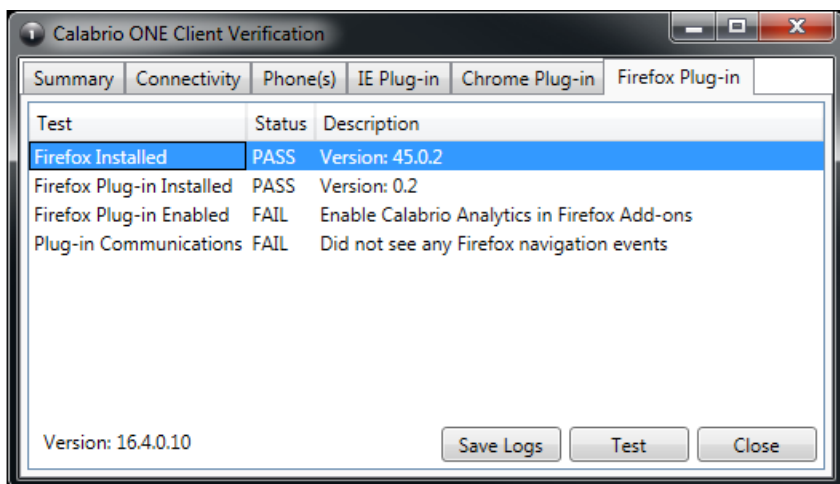 Calabrio ONE Client Verification
Summary Connectivity Phone(s) IE Plug-in Chrome Plug-in Firefox Plug-in
Test Status Description
Firefox Installed PASS Version: 45.0.2
Firefox Plug-in Installed PASS Version: 0.2
Firefox Plug-in Enabled FAIL Enable Calabrio Analytics in Firefox Add-ons
Plug-in Communications FAIL Did not see any Firefox navigation events
Version: 16.4.0.10 Save Logs Test Close